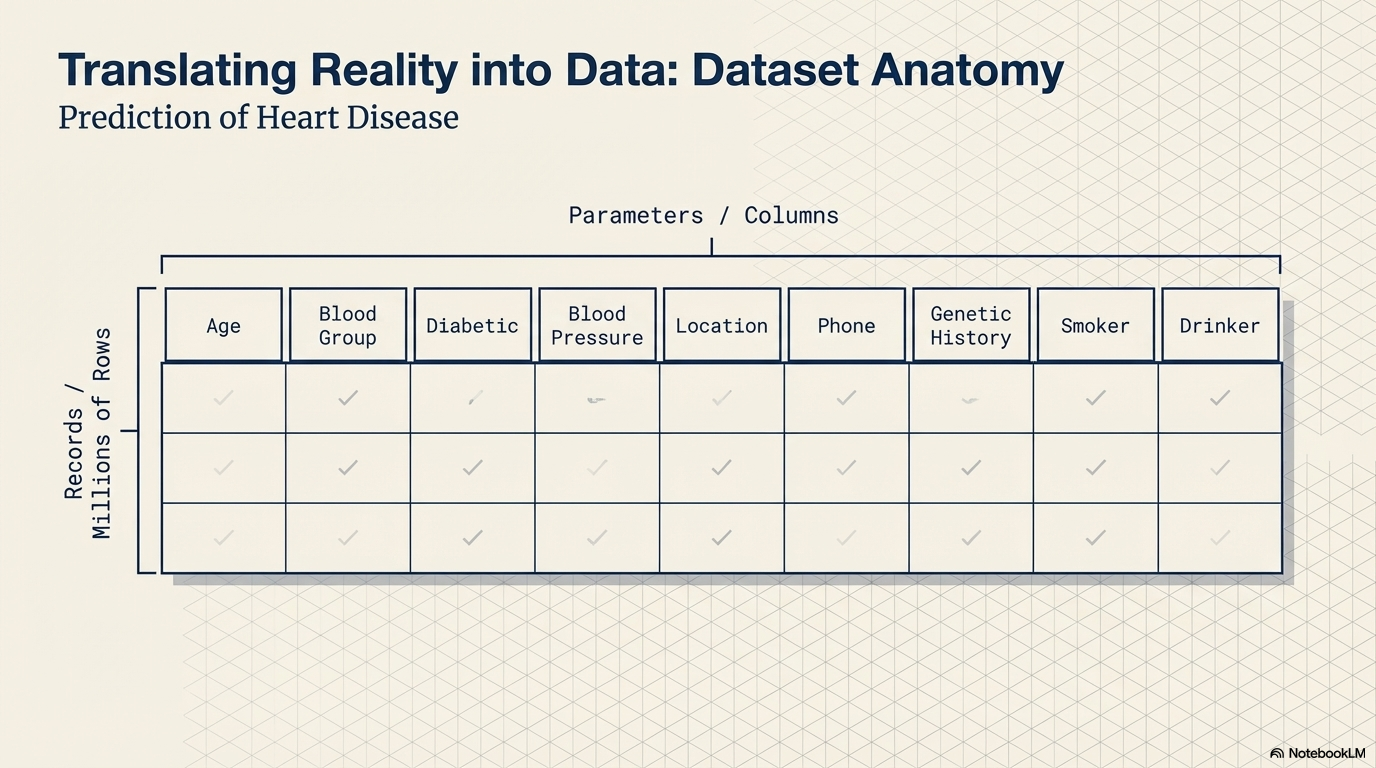 Translating Reality into Data: Dataset Anatomy
Prediction of Heart Disease
Parameters / Columns
Records /
Millions of Rows
Age
Blood
Group
Diabetic
Blood
Pressure
Location
Phone
Genetic
History
Smoker
Drinker
NotebookLM